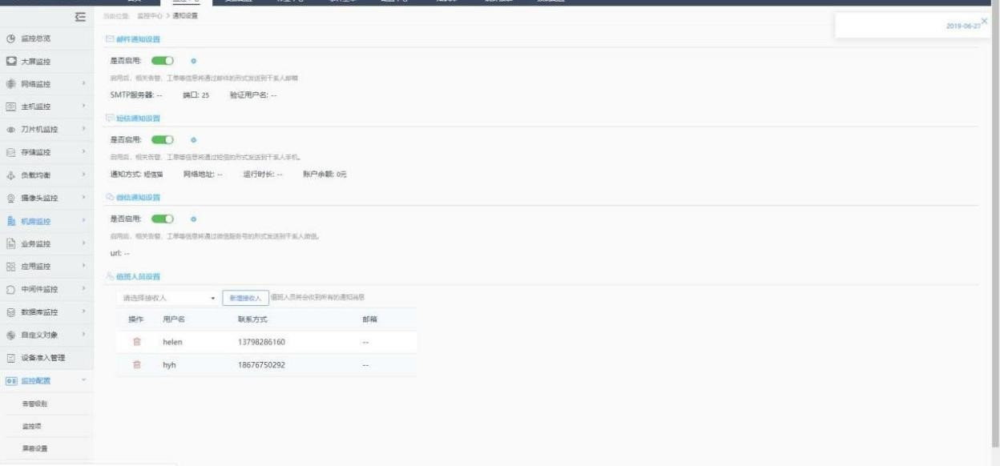 当前位置: 监控中心 > 通知设置
2019-06-27
监控总览
大屏监控
网络监控
主机监控
刀片机监控
存储监控
负载均衡
摄像头监控
机房监控
业务监控
应用监控
中间件监控
数据库监控
自定义对象
设备准入管理
监控配置
告警级别
监控项
屏蔽设置
邮件通知设置
是否启用:
启用后，相关告警、工单等信息将通过邮件的形式发送到干系人邮箱
SMTP服务器: -- 端口: 25 验证用户名: --
短信通知设置
是否启用:
启用后，相关告警、工单等信息将通过短信的形式发送到干系人手机。
通知方式: 短信猫 网络地址: -- 运行时长: -- 账户余额: 0元
微信通知设置
是否启用:
启用后，相关告警、工单等信息将通过微信服务号的形式发送到干系人微信。
url: --
值班人员设置
请选择接收人 新增接收人 值班人员将会收到所有的通知消息
操作 用户名 联系方式 邮箱
helen 13798286160 --
hyh 18676750292 --